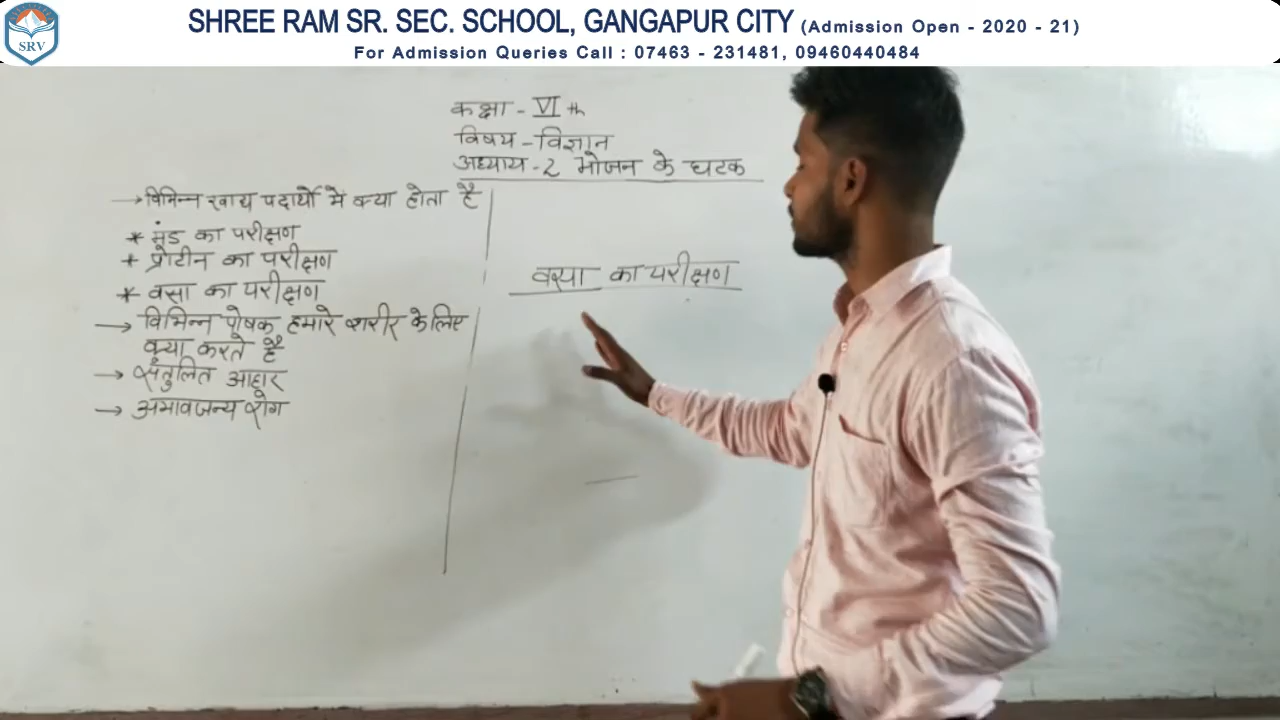 SHREE RAM SR. SEC. SCHOOL, GANGAPUR CITY (Admission Open - 2020 - 21)
For Admission Queries Call : 07463 - 231481, 09460440484
SRV
कक्षा - VI th
विषय - विज्ञान
अध्याय - 2 भोजन के घटक
→ विभिन्न खाद्य पदार्थो मे क्या होता है
* मंड का परीक्षण
* प्रोटीन का परीक्षण
* वसा का परीक्षण
→ विभिन्न पोषक हमारे शरीर के लिए
क्या करते है
→ संतुलित आहार
→ अभावजन्य रोग
का परीक्षण